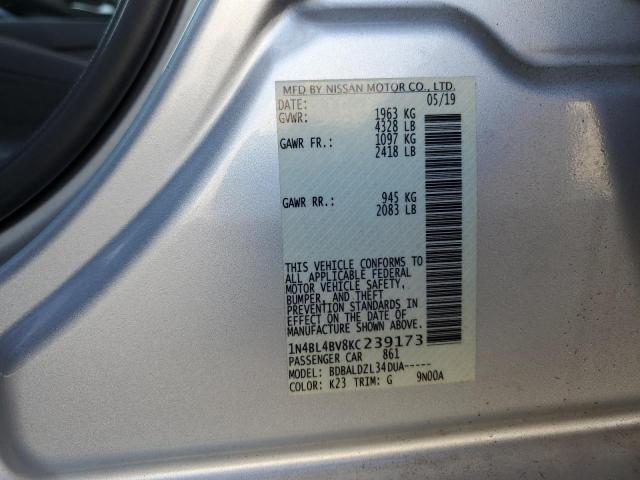 MFD BY NISSAN MOTOR CO., LTD.
DATE: 05/19
GVWR: 1963 KG
4328 LB
GAWR FR.: 1097 KG
2418 LB
GAWR RR.: 945 KG
2083 LB
THIS VEHICLE CONFORMS TO
ALL APPLICABLE FEDERAL
MOTOR VEHICLE SAFETY,
BUMPER, AND THEFT
PREVENTION STANDARDS IN
EFFECT ON THE DATE OF
MANUFACTURE SHOWN ABOVE.
1N4BL4BV8KC239173
PASSENGER CAR 861
MODEL: BDBALDZL34DUA-----
COLOR: K23 TRIM: G 9N00A